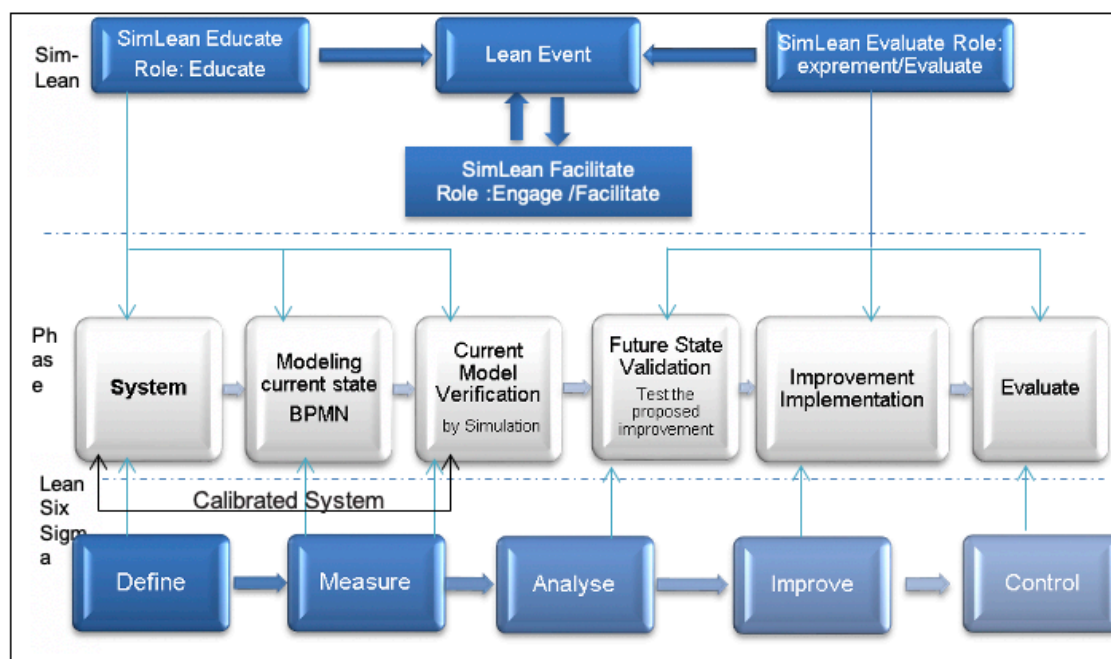 Sim-
Lean
SimLean Educate
Role: Educate
Lean Event
SimLean Evaluate Role:
exprement/Evaluate
SimLean Facilitate
Role :Engage /Facilitate
Ph
as
e
System
Modeling
current state
BPMN
Current
Model
Verification
by Simulation
Future State
Validation
Test the
proposed
improvement
Improvement
Implementation
Evaluate
Lean
Six
Sigm
a
Calibrated System
Define
Measure
Analyse
Improve
Control